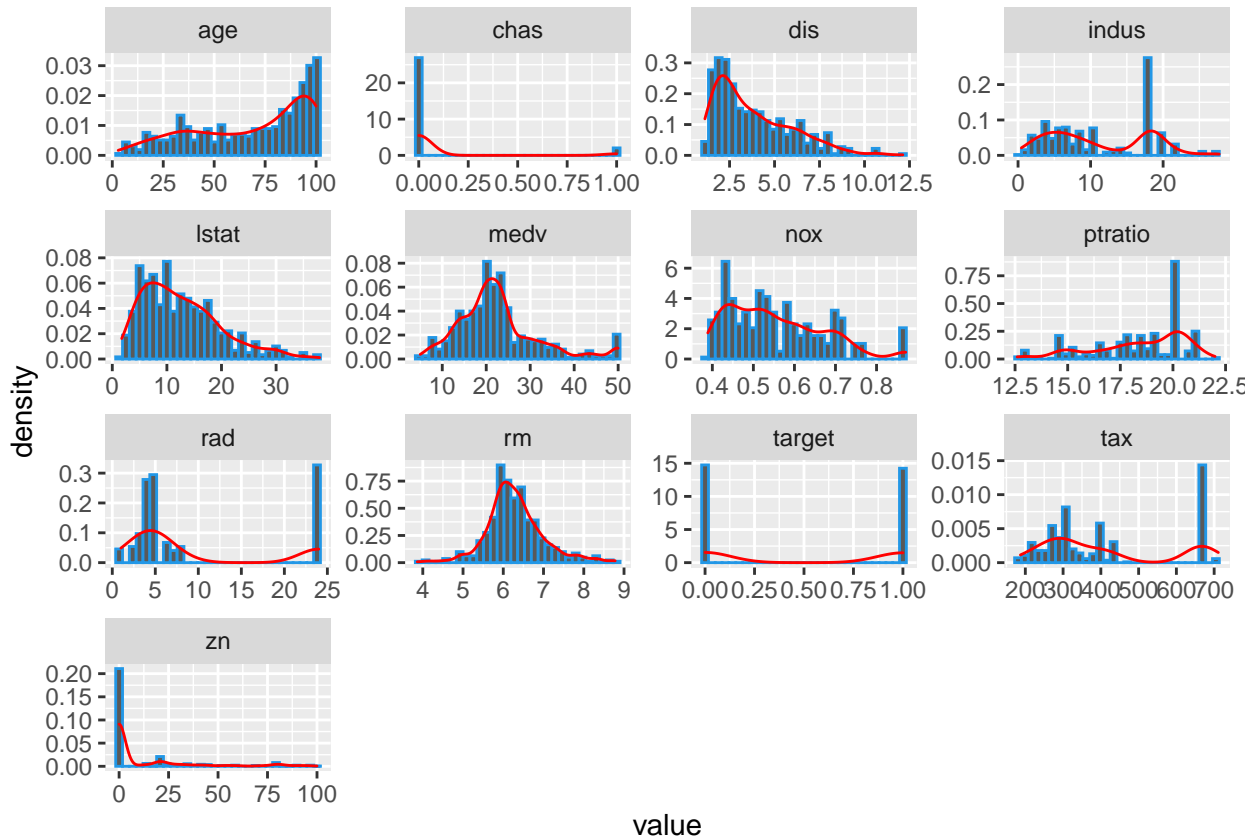 age chas dis indus
0.03 0.02 0.01 0.00
0 25 50 75 100
20 10 0
0.00 0.25 0.50 0.75 1.00
0.3 0.2 0.1 0.0
2.5 5.0 7.5 10.0 12.5
0.2 0.1 0.0
0 10 20
lstat medv nox ptratio
0.08 0.06 0.04 0.02 0.00
0 10 20 30
0.08 0.06 0.04 0.02 0.00
10 20 30 40 50
6 4 2 0
0.4 0.5 0.6 0.7 0.8
0.75 0.50 0.25 0.00
12.5 15.0 17.5 20.0 22.5
rad rm target tax
0.3 0.2 0.1 0.0
0 5 10 15 20 25
0.75 0.50 0.25 0.00
4 5 6 7 8 9
15 10 5 0
0.00 0.25 0.50 0.75 1.00
0.015 0.010 0.005 0.000
200 300 400 500 600 700
zn
0.20 0.15 0.10 0.05 0.00
0 25 50 75 100
density
value